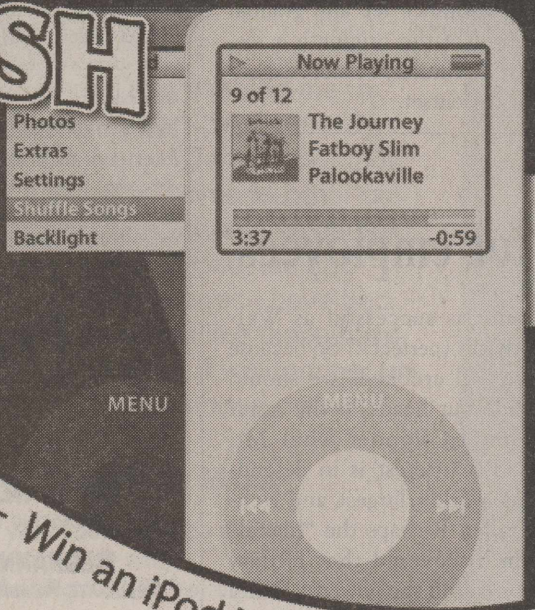 SH
Photos
Extras
Settings
Shuffle Songs
Backlight
MENU
Now Playing
9 of 12
The Journey
Fatboy Slim
Palookaville
3:37 -0:59
MENU
- Win an iPod